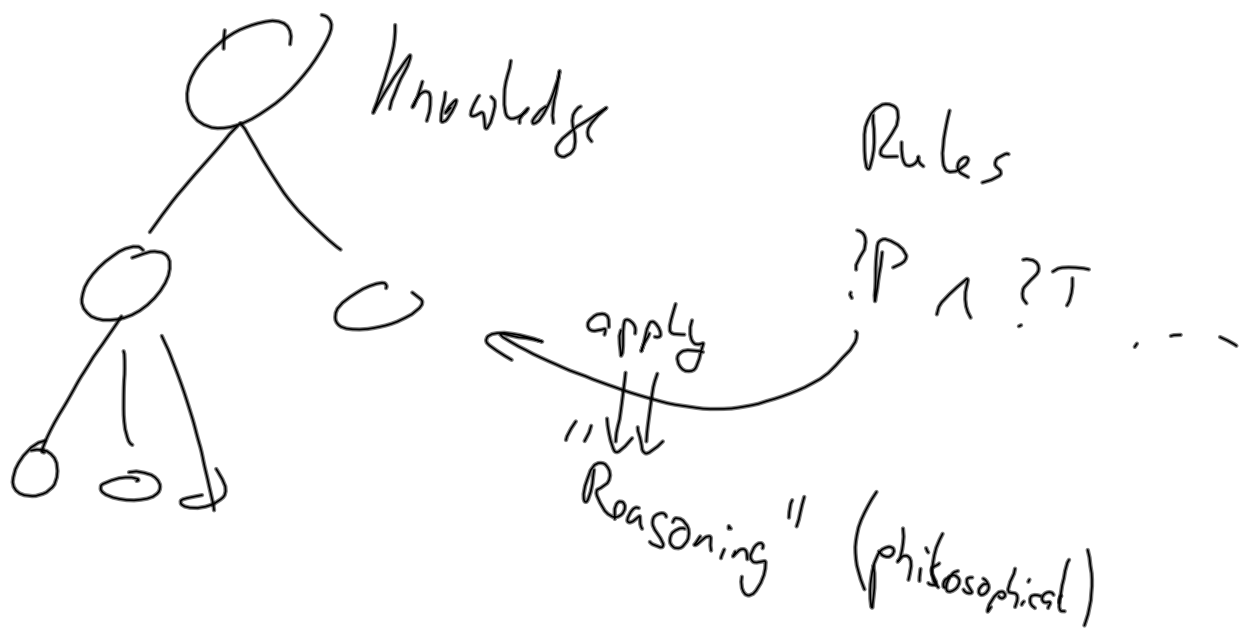 Knowledge
Rules
?P ∧ ?T ...
apply
"Reasoning" (philosophical)